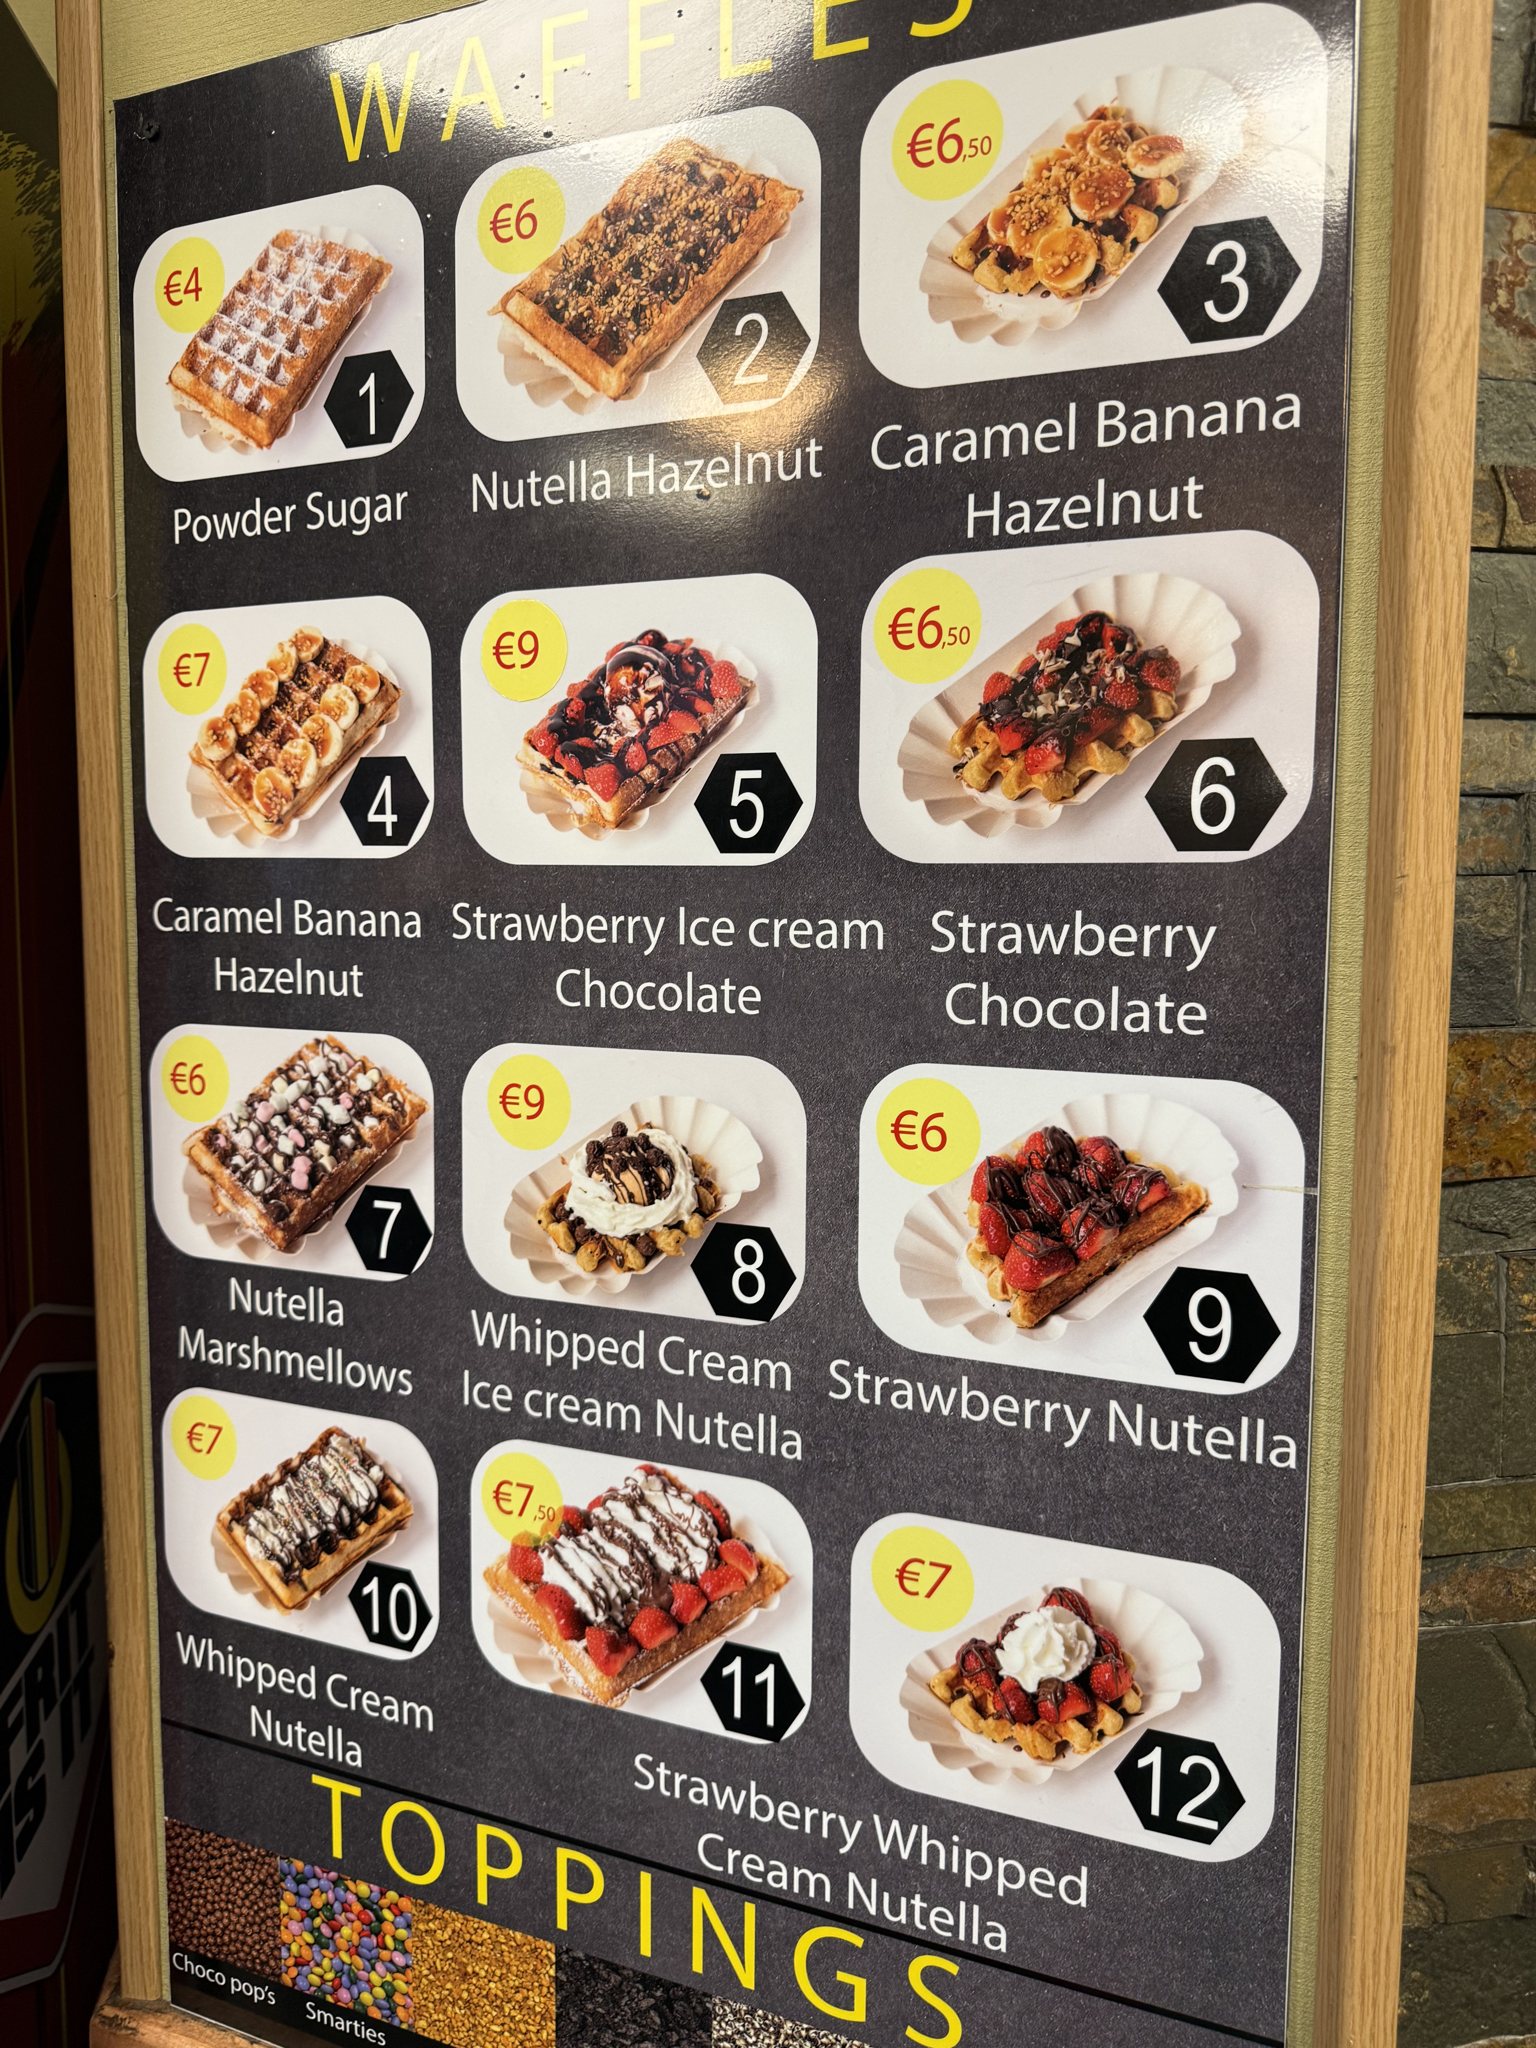 WAFFLES
€4
1
Powder Sugar
€6
2
Nutella Hazelnut
€6,50
3
Caramel Banana
Hazelnut
€7
4
Caramel Banana
Hazelnut
€9
5
Strawberry Ice cream
Chocolate
€6,50
6
Strawberry
Chocolate
€6
7
Nutella
Marshmellows
€9
8
Whipped Cream
Ice cream Nutella
€6
9
Strawberry Nutella
€7
10
Whipped Cream
Nutella
€7,50
11
€7
12
Strawberry Whipped
Cream Nutella
TOPPINGS
Choco pop's
Smarties